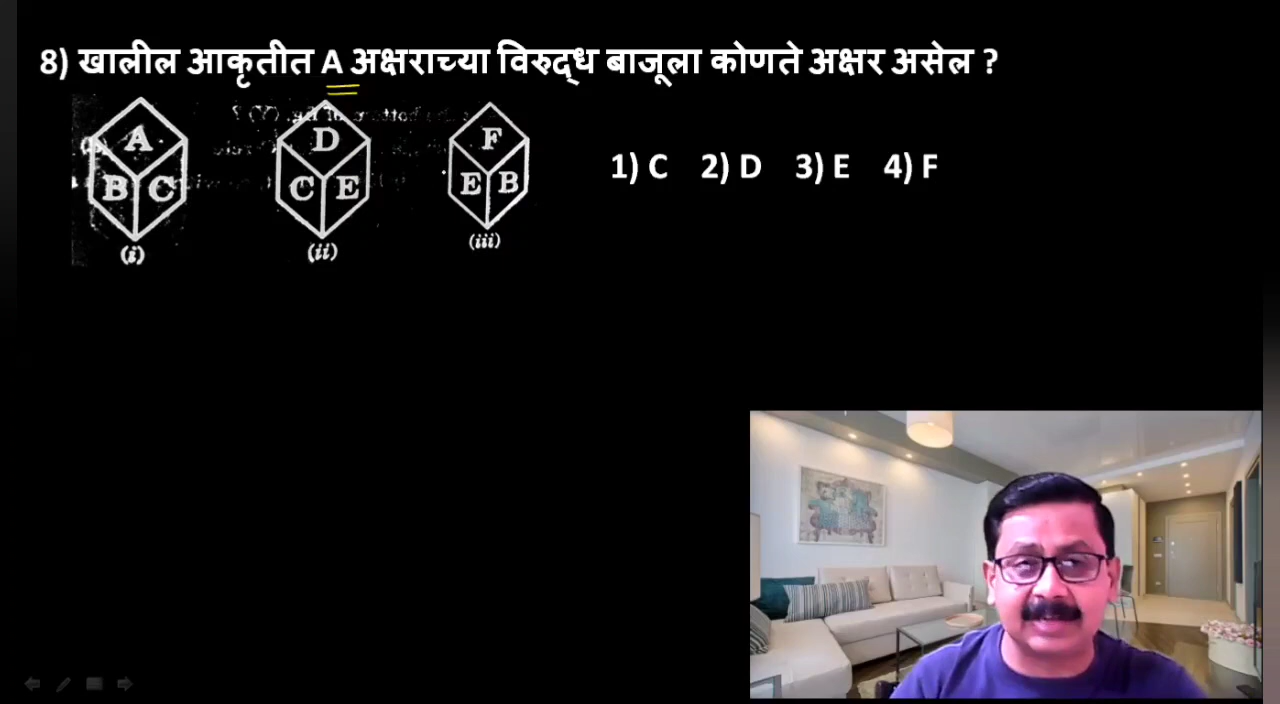 8) खालील आकृतीत A अक्षराच्या विरुद्ध बाजूला कोणते अक्षर असेल ?
A D F
B C C E E B
(i) (ii) (iii)
1) C 2) D 3) E 4) F